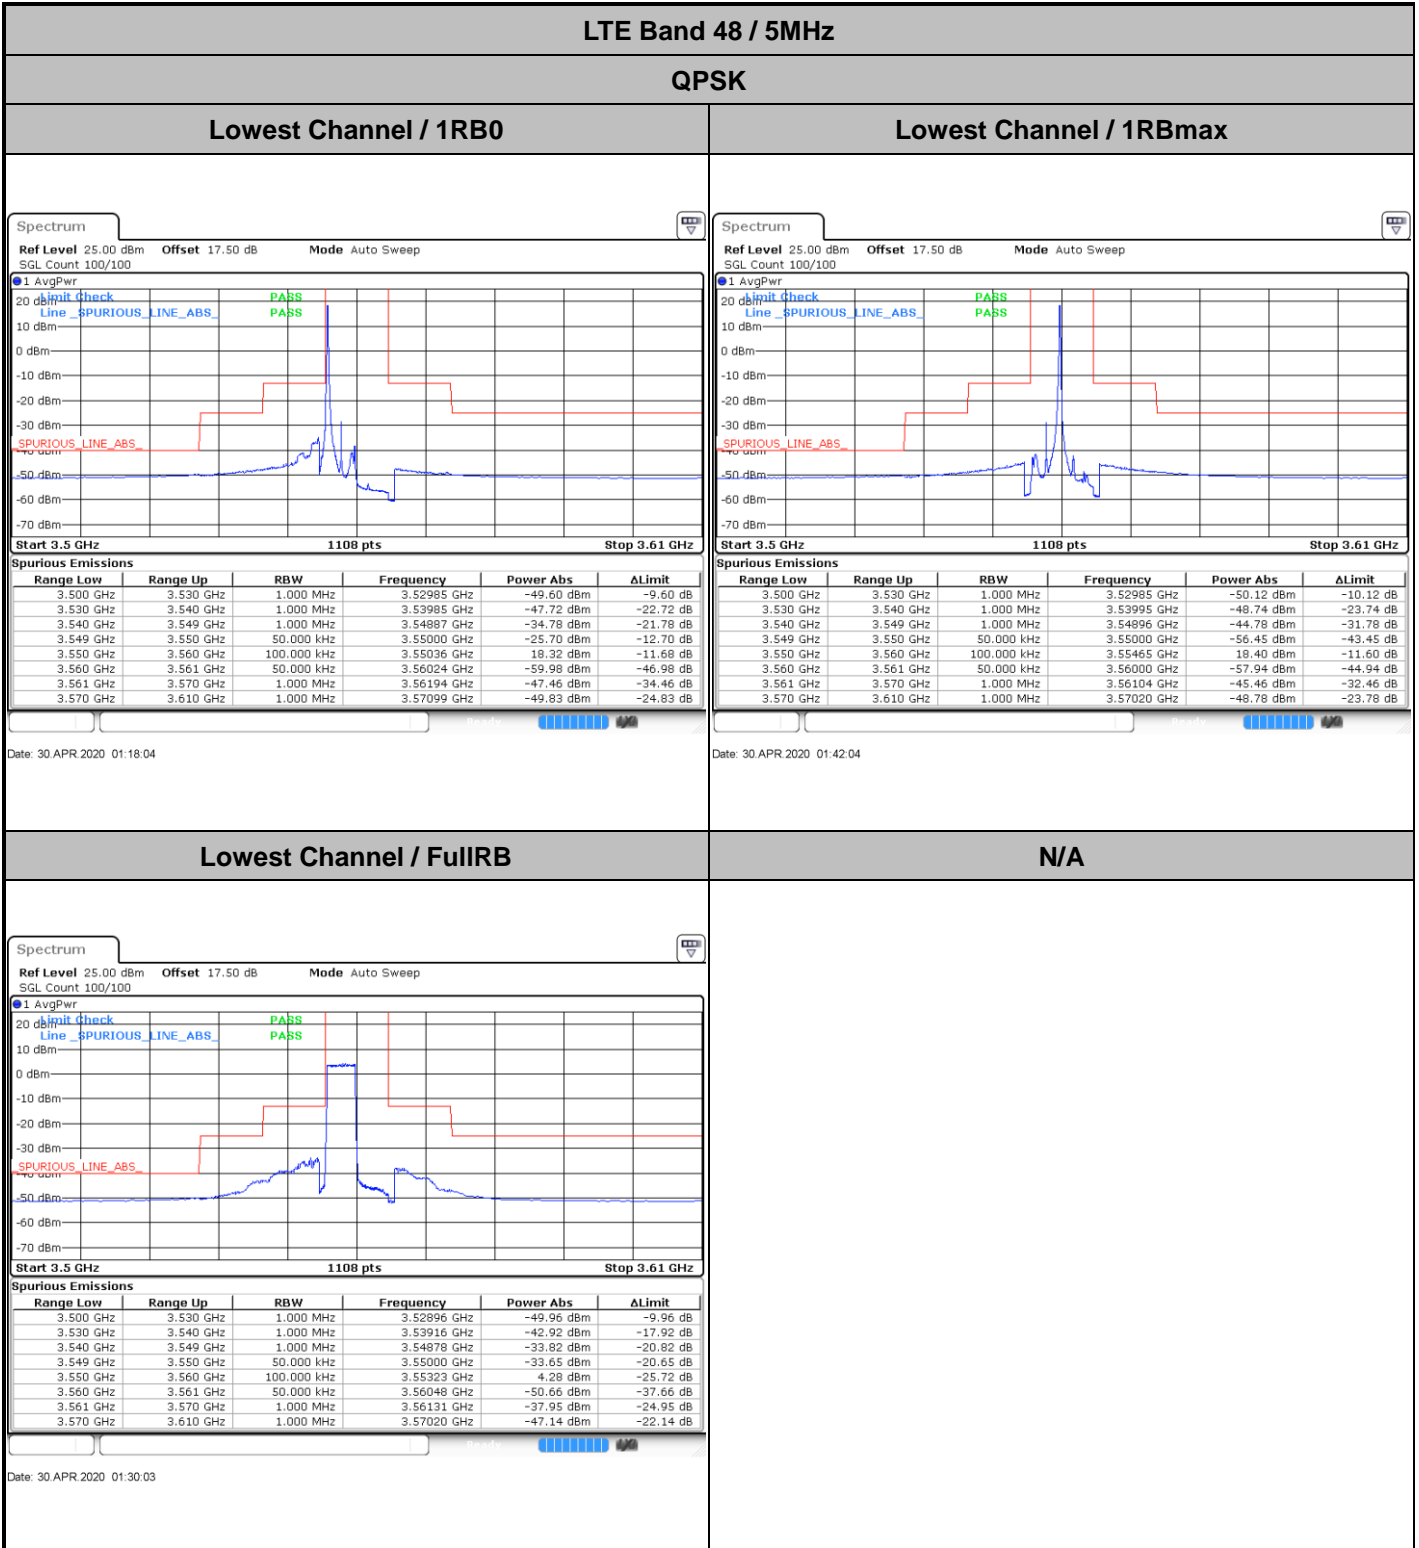 LTE Band 48 / 5MHz
QPSK
Lowest Channel / 1RB0
Lowest Channel / 1RBmax
Spectrum
Ref Level 25.00 dBm Offset 17.50 dB Mode Auto Sweep
SGL Count 100/100
1 AvgPwr
Limit Check PASS
Line _SPURIOUS_LINE_ABS_ PASS
20 dBm
10 dBm
0 dBm
-10 dBm
-20 dBm
-30 dBm
_SPURIOUS_LINE_ABS_
-40 dBm
-50 dBm
-60 dBm
-70 dBm
Start 3.5 GHz 1108 pts Stop 3.61 GHz
Spurious Emissions
Range Low Range Up RBW Frequency Power Abs ΔLimit
3.500 GHz 3.530 GHz 1.000 MHz 3.52985 GHz -49.60 dBm -9.60 dB
3.530 GHz 3.540 GHz 1.000 MHz 3.53985 GHz -47.72 dBm -22.72 dB
3.540 GHz 3.549 GHz 1.000 MHz 3.54887 GHz -34.78 dBm -21.78 dB
3.549 GHz 3.550 GHz 50.000 kHz 3.55000 GHz -25.70 dBm -12.70 dB
3.550 GHz 3.560 GHz 100.000 kHz 3.55036 GHz 18.32 dBm -11.68 dB
3.560 GHz 3.561 GHz 50.000 kHz 3.56024 GHz -59.98 dBm -46.98 dB
3.561 GHz 3.570 GHz 1.000 MHz 3.56194 GHz -47.46 dBm -34.46 dB
3.570 GHz 3.610 GHz 1.000 MHz 3.57099 GHz -49.83 dBm -24.83 dB
Ready
Date: 30.APR.2020 01:18:04
Spectrum
Ref Level 25.00 dBm Offset 17.50 dB Mode Auto Sweep
SGL Count 100/100
1 AvgPwr
Limit Check PASS
Line _SPURIOUS_LINE_ABS_ PASS
20 dBm
10 dBm
0 dBm
-10 dBm
-20 dBm
-30 dBm
_SPURIOUS_LINE_ABS_
-40 dBm
-50 dBm
-60 dBm
-70 dBm
Start 3.5 GHz 1108 pts Stop 3.61 GHz
Spurious Emissions
Range Low Range Up RBW Frequency Power Abs ΔLimit
3.500 GHz 3.530 GHz 1.000 MHz 3.52985 GHz -50.12 dBm -10.12 dB
3.530 GHz 3.540 GHz 1.000 MHz 3.53995 GHz -48.74 dBm -23.74 dB
3.540 GHz 3.549 GHz 1.000 MHz 3.54896 GHz -44.78 dBm -31.78 dB
3.549 GHz 3.550 GHz 50.000 kHz 3.55000 GHz -56.45 dBm -43.45 dB
3.550 GHz 3.560 GHz 100.000 kHz 3.55465 GHz 18.40 dBm -11.60 dB
3.560 GHz 3.561 GHz 50.000 kHz 3.56000 GHz -57.94 dBm -44.94 dB
3.561 GHz 3.570 GHz 1.000 MHz 3.56104 GHz -45.46 dBm -32.46 dB
3.570 GHz 3.610 GHz 1.000 MHz 3.57020 GHz -48.78 dBm -23.78 dB
Ready
Date: 30.APR.2020 01:42:04
Lowest Channel / FullRB
N/A
Spectrum
Ref Level 25.00 dBm Offset 17.50 dB Mode Auto Sweep
SGL Count 100/100
1 AvgPwr
Limit Check PASS
Line _SPURIOUS_LINE_ABS_ PASS
20 dBm
10 dBm
0 dBm
-10 dBm
-20 dBm
-30 dBm
_SPURIOUS_LINE_ABS_
-40 dBm
-50 dBm
-60 dBm
-70 dBm
Start 3.5 GHz 1108 pts Stop 3.61 GHz
Spurious Emissions
Range Low Range Up RBW Frequency Power Abs ΔLimit
3.500 GHz 3.530 GHz 1.000 MHz 3.52896 GHz -49.96 dBm -9.96 dB
3.530 GHz 3.540 GHz 1.000 MHz 3.53916 GHz -42.92 dBm -17.92 dB
3.540 GHz 3.549 GHz 1.000 MHz 3.54878 GHz -33.82 dBm -20.82 dB
3.549 GHz 3.550 GHz 50.000 kHz 3.55000 GHz -33.65 dBm -20.65 dB
3.550 GHz 3.560 GHz 100.000 kHz 3.55323 GHz 4.28 dBm -25.72 dB
3.560 GHz 3.561 GHz 50.000 kHz 3.56048 GHz -50.66 dBm -37.66 dB
3.561 GHz 3.570 GHz 1.000 MHz 3.56131 GHz -37.95 dBm -24.95 dB
3.570 GHz 3.610 GHz 1.000 MHz 3.57020 GHz -47.14 dBm -22.14 dB
Ready
Date: 30.APR.2020 01:30:03